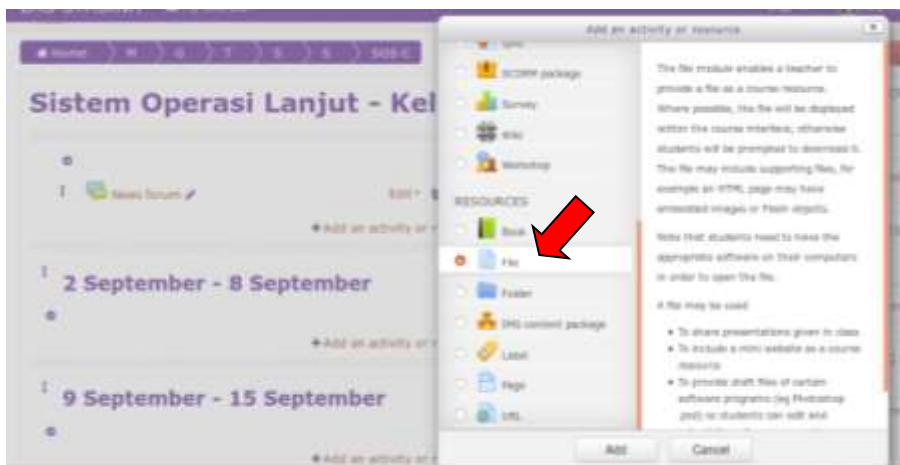 Home M G T S S
Sistem Operasi Lanjut - Kel
News forum
Edit
+Add an activity or r
2 September - 8 September
+Add an activity or r
9 September - 15 September
+Add an activity or r
Add an activity or resource
SCORM package
Survey
Wiki
Workshop
RESOURCES
Book
File
Folder
IMS content package
Label
Page
URL
The file module enables a teacher to
provide a file as a course resource.
Where possible, the file will be displayed
within the course interface; otherwise
students will be prompted to download it.
The file may include supporting files, for
example an HTML page may have
embedded images or Flash objects.
Note that students need to have the
appropriate software on their computers
in order to open the file.
A file may be used
• To share presentations given in class
• To include a mini website as a course
resource
• To provide draft files of certain
software programs (eg Photoshop
.psd) so students can edit and
Add Cancel